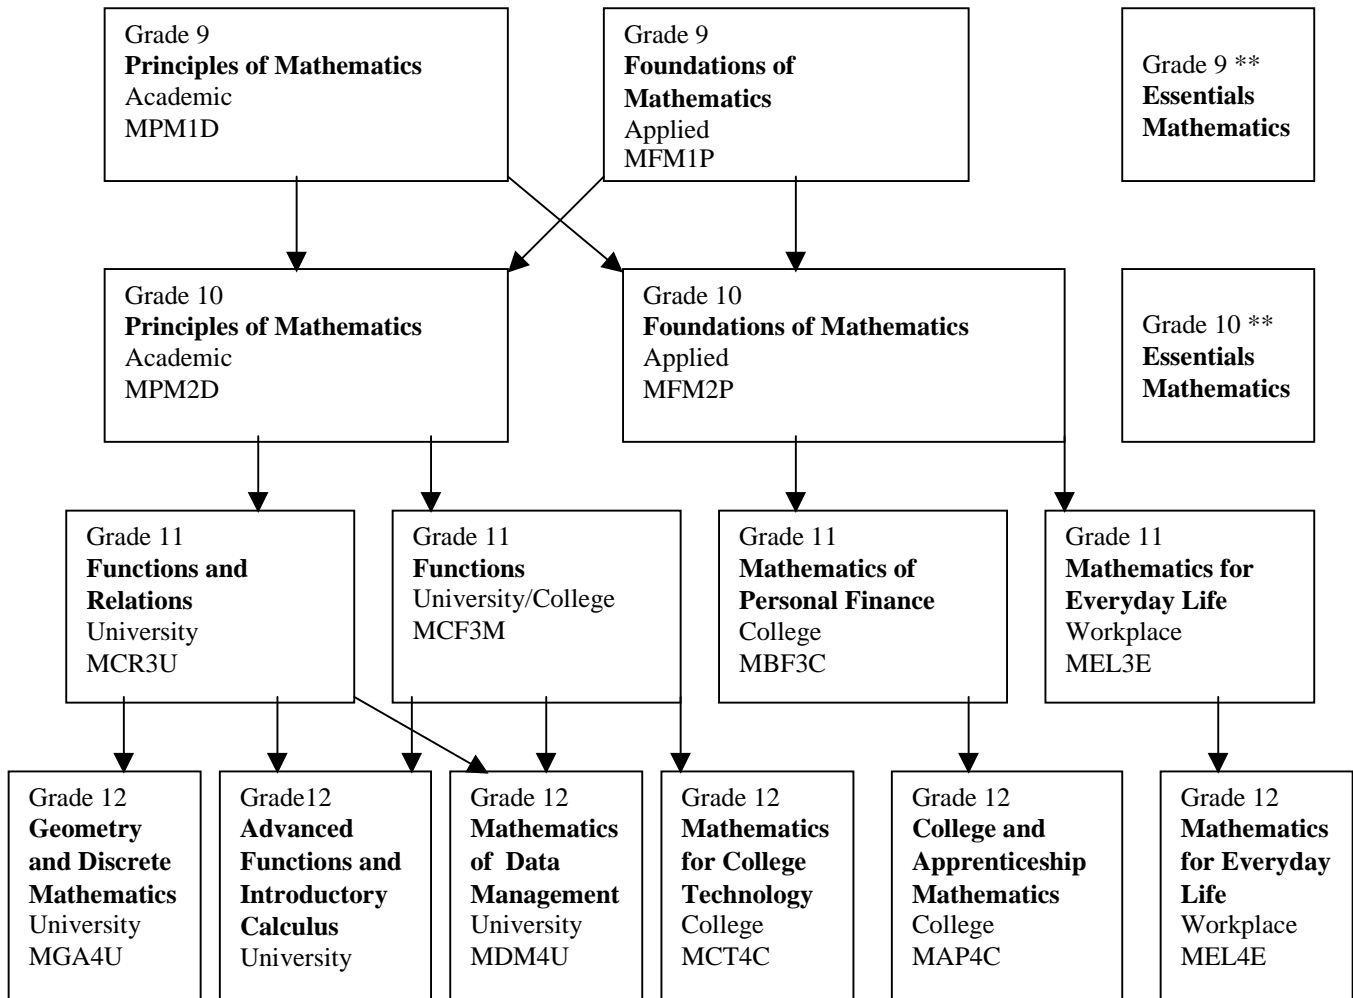 Grade 9
Principles of Mathematics
Academic
MPM1D
Grade 9
Foundations of
Mathematics
Applied
MFM1P
Grade 9 **
Essentials
Mathematics
Grade 10
Principles of Mathematics
Academic
MPM2D
Grade 10
Foundations of Mathematics
Applied
MFM2P
Grade 10 **
Essentials
Mathematics
Grade 11
Functions and
Relations
University
MCR3U
Grade 11
Functions
University/College
MCF3M
Grade 11
Mathematics of
Personal Finance
College
MBF3C
Grade 11
Mathematics for
Everyday Life
Workplace
MEL3E
Grade 12
Geometry
and Discrete
Mathematics
University
MGA4U
Grade12
Advanced
Functions and
Introductory
Calculus
University
Grade 12
Mathematics
of Data
Management
University
MDM4U
Grade 12
Mathematics
for College
Technology
College
MCT4C
Grade 12
College and
Apprenticeship
Mathematics
College
MAP4C
Grade 12
Mathematics
for Everyday
Life
Workplace
MEL4E